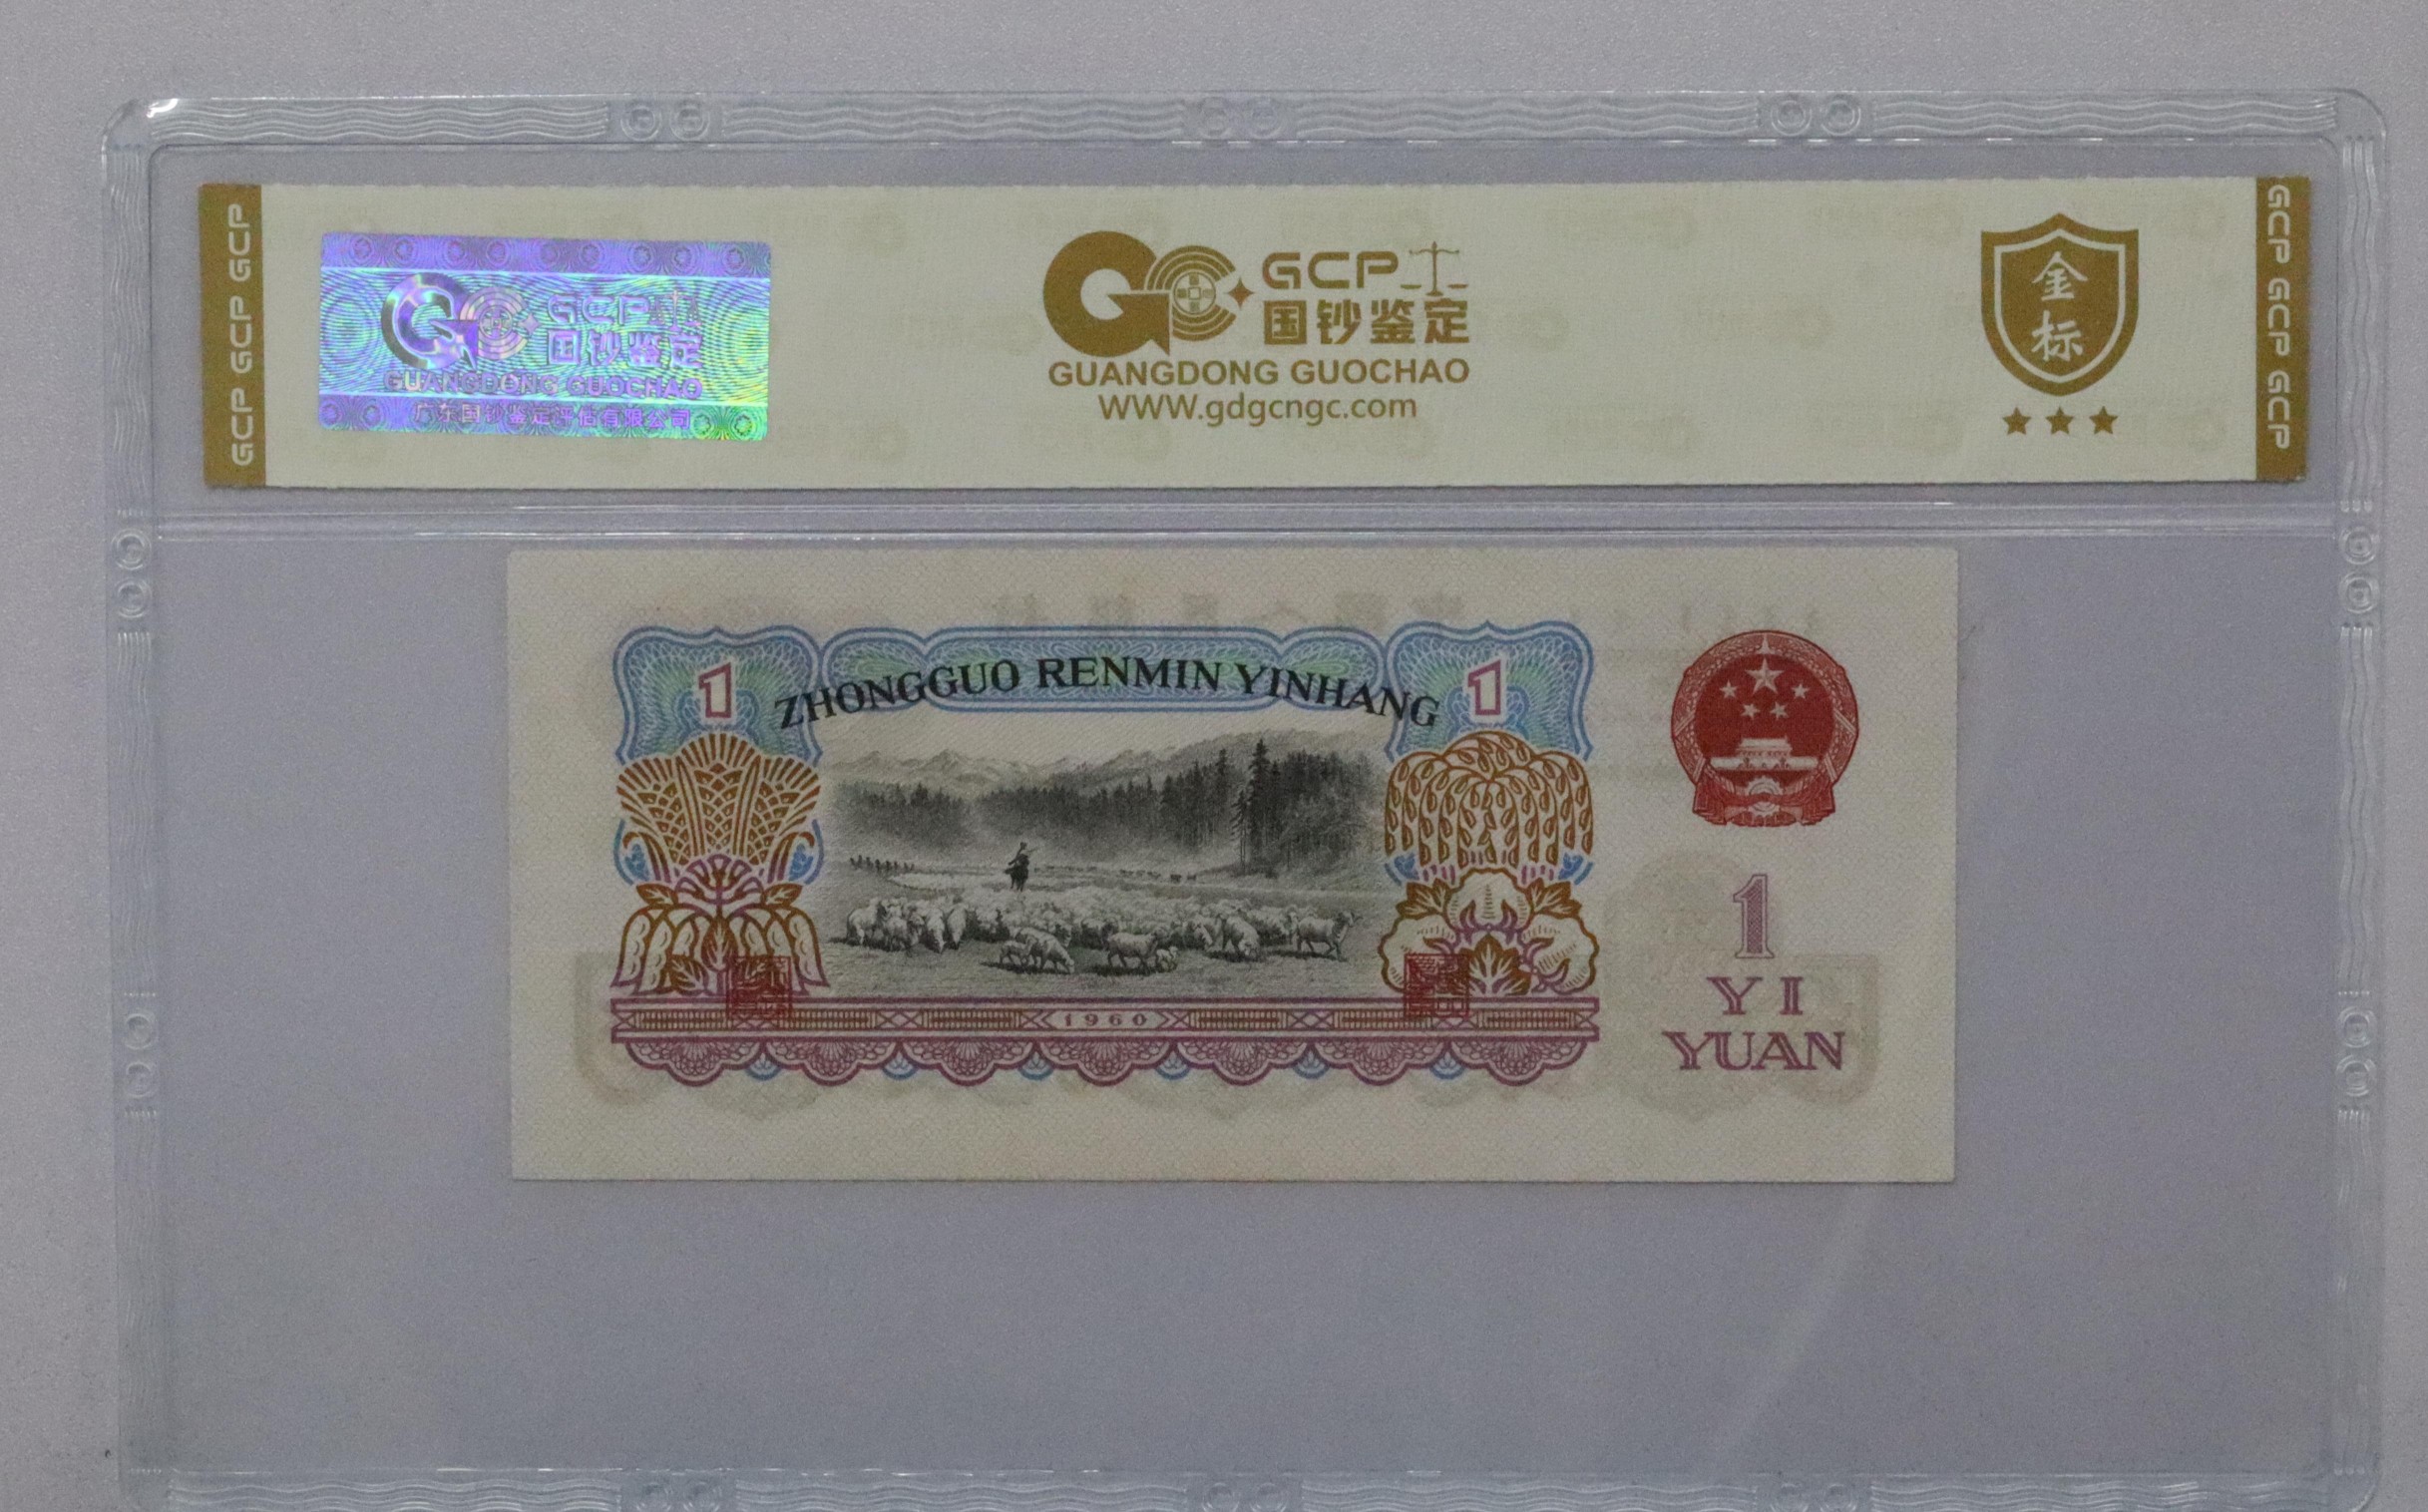 GCP GCP GCP
GCP 国钞鉴定
GUANGDONG GUOCHAO
广东国钞鉴定评估有限公司
GCP
国钞鉴定
GUANGDONG GUOCHAO
WWW.gdgcngc.com
金
标
GCP GCP GCP
ZHONGGUO RENMIN YINHANG
1
1
1960
1
YI
YUAN